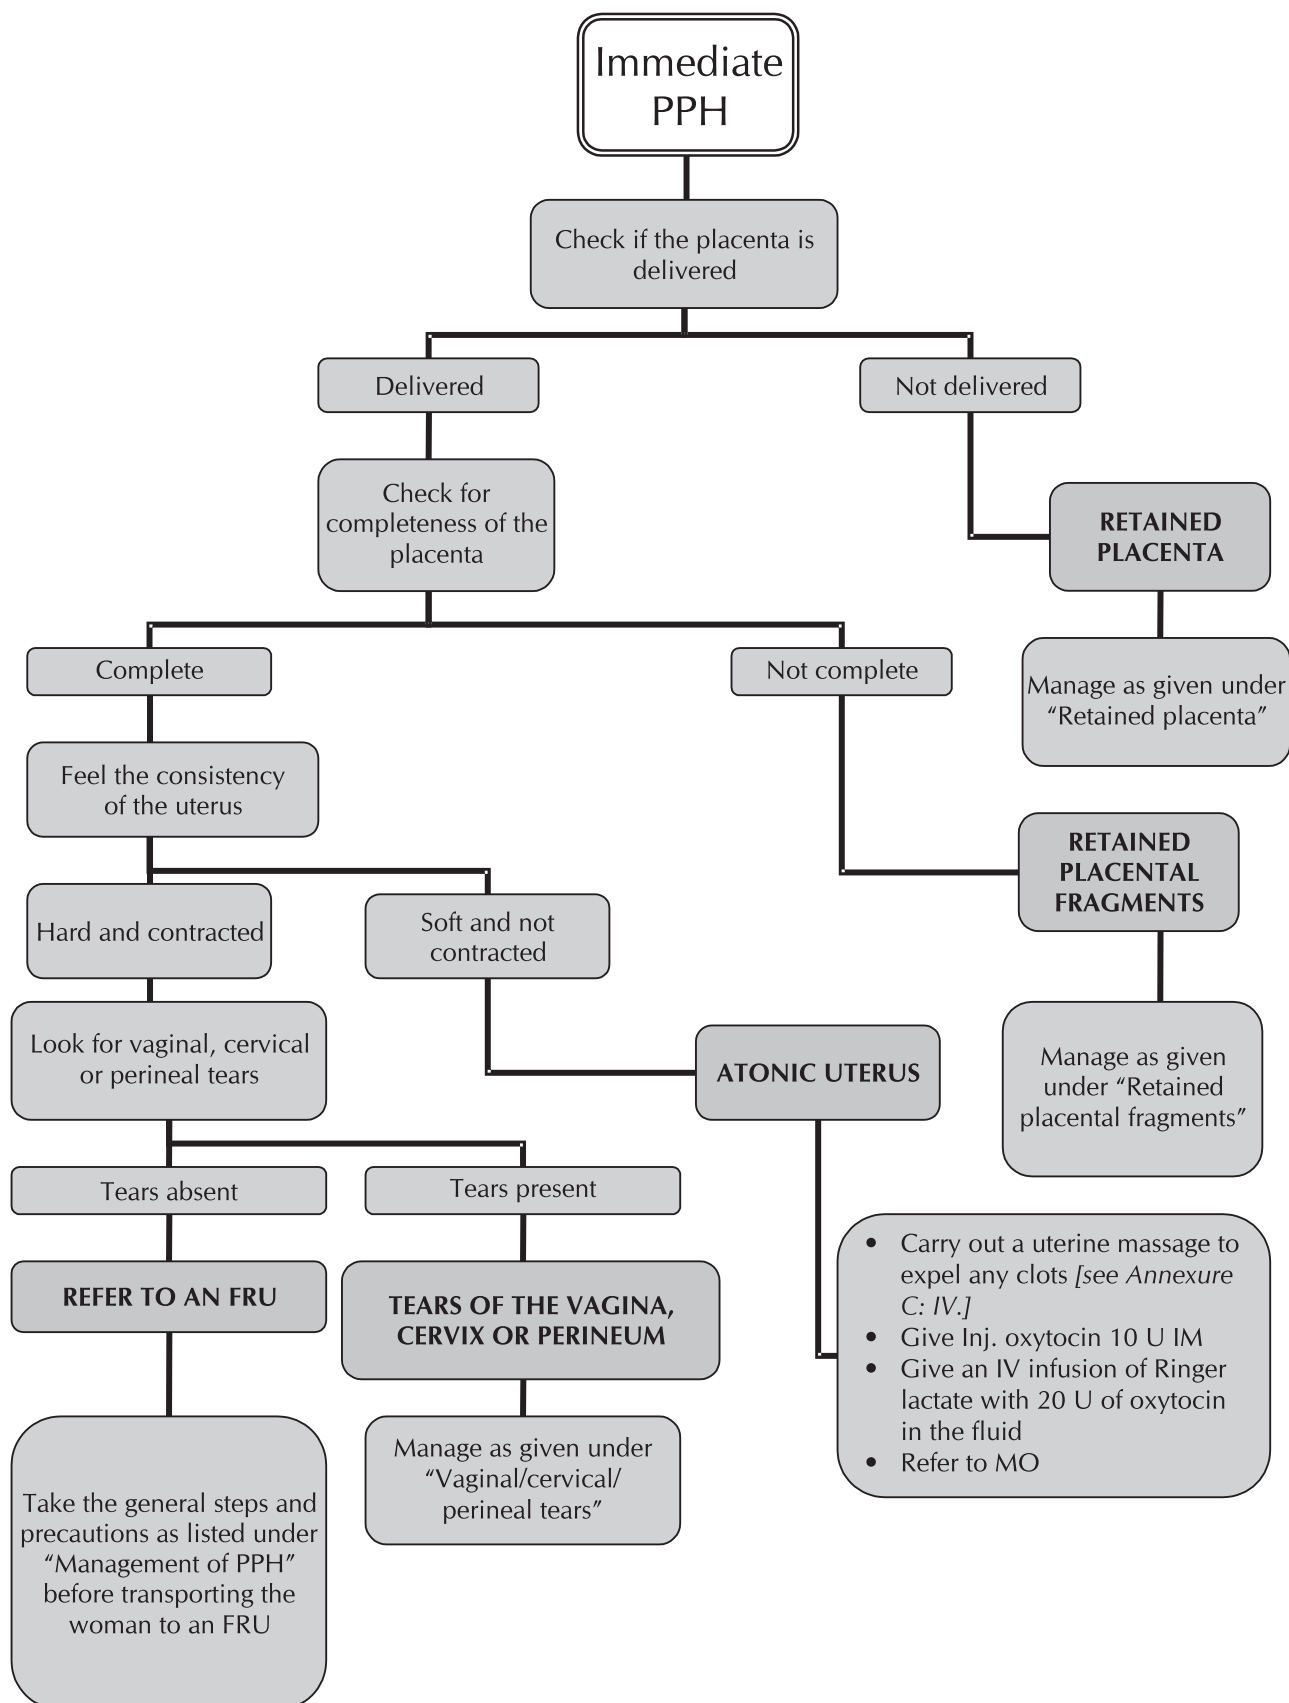 Immediate
PPH
Check if the placenta is
delivered
Delivered
Not delivered
Check for
completeness of the
placenta
RETAINED
PLACENTA
Manage as given under
“Retained placenta”
Complete
Not complete
Feel the consistency
of the uterus
RETAINED
PLACENTAL
FRAGMENTS
Manage as given
under “Retained
placental fragments”
Hard and contracted
Soft and not
contracted
Look for vaginal, cervical
or perineal tears
ATONIC UTERUS
• Carry out a uterine massage to
expel any clots [see Annexure
C: IV.]
• Give Inj. oxytocin 10 U IM
• Give an IV infusion of Ringer
lactate with 20 U of oxytocin
in the fluid
• Refer to MO
Tears absent
Tears present
REFER TO AN FRU
TEARS OF THE VAGINA,
CERVIX OR PERINEUM
Take the general steps and
precautions as listed under
“Management of PPH”
before transporting the
woman to an FRU
Manage as given under
“Vaginal/cervical/
perineal tears”